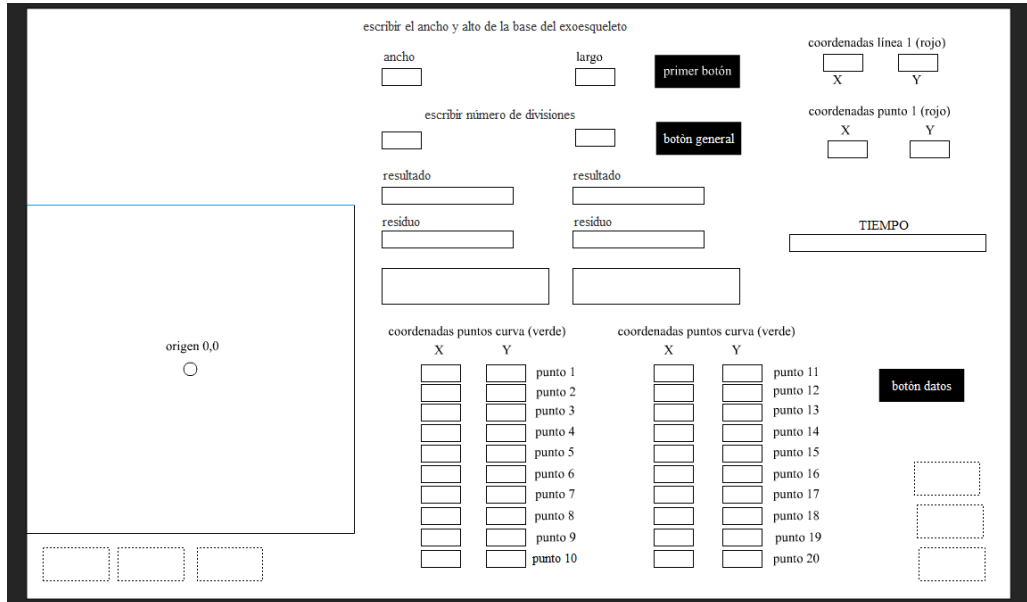 escribir el ancho y alto de la base del exoesqueleto
ancho
largo
primer botón
coordenadas línea 1 (rojo)
X Y
escribir número de divisiones
botòn general
coordenadas punto 1 (rojo)
X Y
resultado
resultado
residuo
residuo
TIEMPO
origen 0,0
coordenadas puntos curva (verde)
X Y
punto 1
punto 2
punto 3
punto 4
punto 5
punto 6
punto 7
punto 8
punto 9
punto 10
coordenadas puntos curva (verde)
X Y
punto 11
punto 12
punto 13
punto 14
punto 15
punto 16
punto 17
punto 18
punto 19
punto 20
botón datos